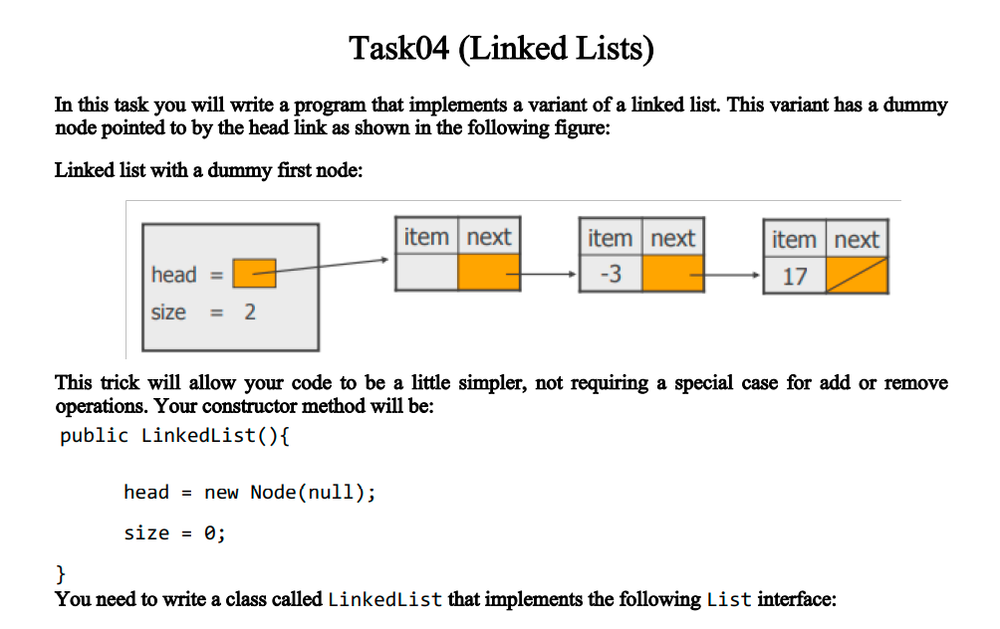 Task04 (Linked Lists)
In this task you will write a program that implements a variant of a linked list. This variant has a dummy
node pointed to by the head link as shown in the following figure:
Linked list with a dummy first node:
item next
item next
item next
head =
-3
17
size = 2
This trick will allow your code to be a little simpler, not requiring a special case for add or remove
operations. Your constructor method will be:
public LinkedList(){
head = new Node(null);
size = 0;
}
You need to write a class called LinkedList that implements the following List interface: